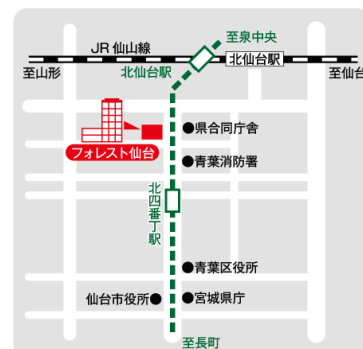 至泉中央
JR 仙山線
北仙台駅
北仙台駅
至山形
至仙台
県合同庁舎
フォレスト仙台
青葉消防署
北四番丁駅
青葉区役所
仙台市役所
宮城県庁
至長町